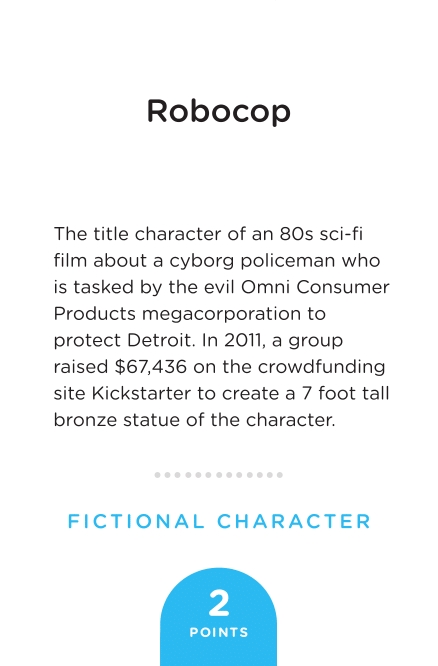 Robocop
The title character of an 80s sci-fi
film about a cyborg policeman who
is tasked by the evil Omni Consumer
Products megacorporation to
protect Detroit. In 2011, a group
raised $67,436 on the crowdfunding
site Kickstarter to create a 7 foot tall
bronze statue of the character.
FICTIONAL CHARACTER
2
POINTS